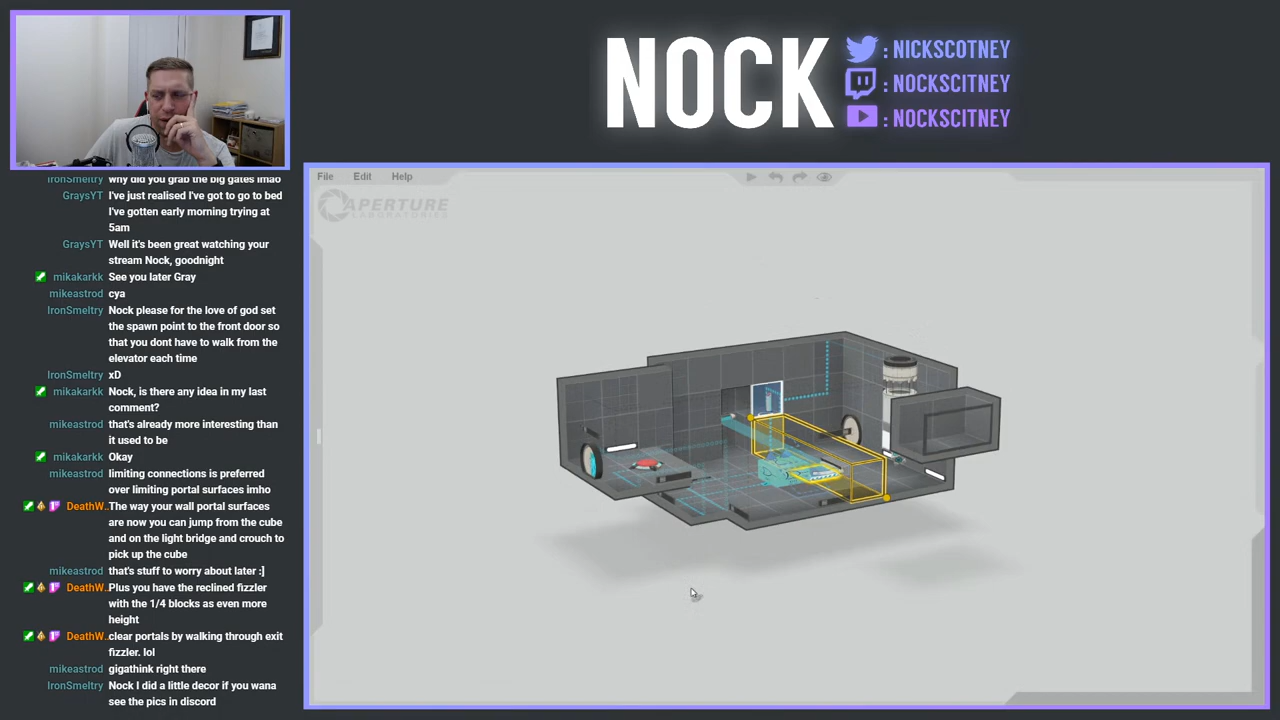 NOCK
: NICKSCOTNEY
: NOCKSCITNEY
: NOCKSCITNEY
File Edit Help
APERTURE
LABORATORIES
IronSmeltry why did you grab the big gates lmao
GraysYT I've just realised I've got to go to bed
I've gotten early morning trying at
5am
GraysYT Well it's been great watching your
stream Nock, goodnight
mikakarkk See you later Gray
mikeastrod cya
IronSmeltry Nock please for the love of god set
the spawn point to the front door so
that you dont have to walk from the
elevator each time
IronSmeltry xD
mikakarkk Nock, is there any idea in my last
comment?
mikeastrod that's already more interesting than
it used to be
mikakarkk Okay
mikeastrod limiting connections is preferred
over limiting portal surfaces imho
DeathW.. The way your wall portal surfaces
are now you can jump from the cube
and on the light bridge and crouch to
pick up the cube
mikeastrod that's stuff to worry about later :]
DeathW.. Plus you have the reclined fizzler
with the 1/4 blocks as even more
height
DeathW.. clear portals by walking through exit
fizzler. lol
mikeastrod gigathink right there
IronSmeltry Nock I did a little decor if you wana
see the pics in discord